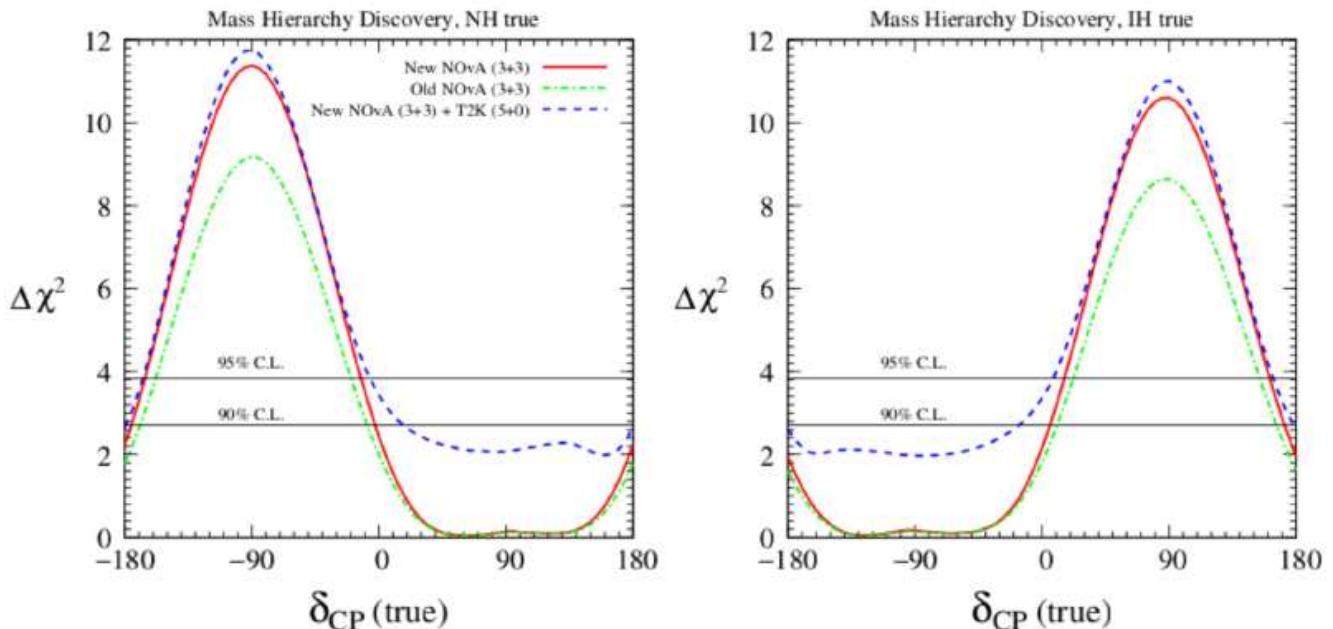 Mass Hierarchy Discovery, NH true
12
10
8
6
4
2
0
Δχ²
New NOvA (3+3)
Old NOvA (3+3)
New NOvA (3+3) + T2K (5+0)
95% C.L.
90% C.L.
−180 −90 0 90 180
δCP (true)
Mass Hierarchy Discovery, IH true
12
10
8
6
4
2
0
Δχ²
95% C.L.
90% C.L.
−180 −90 0 90 180
δCP (true)